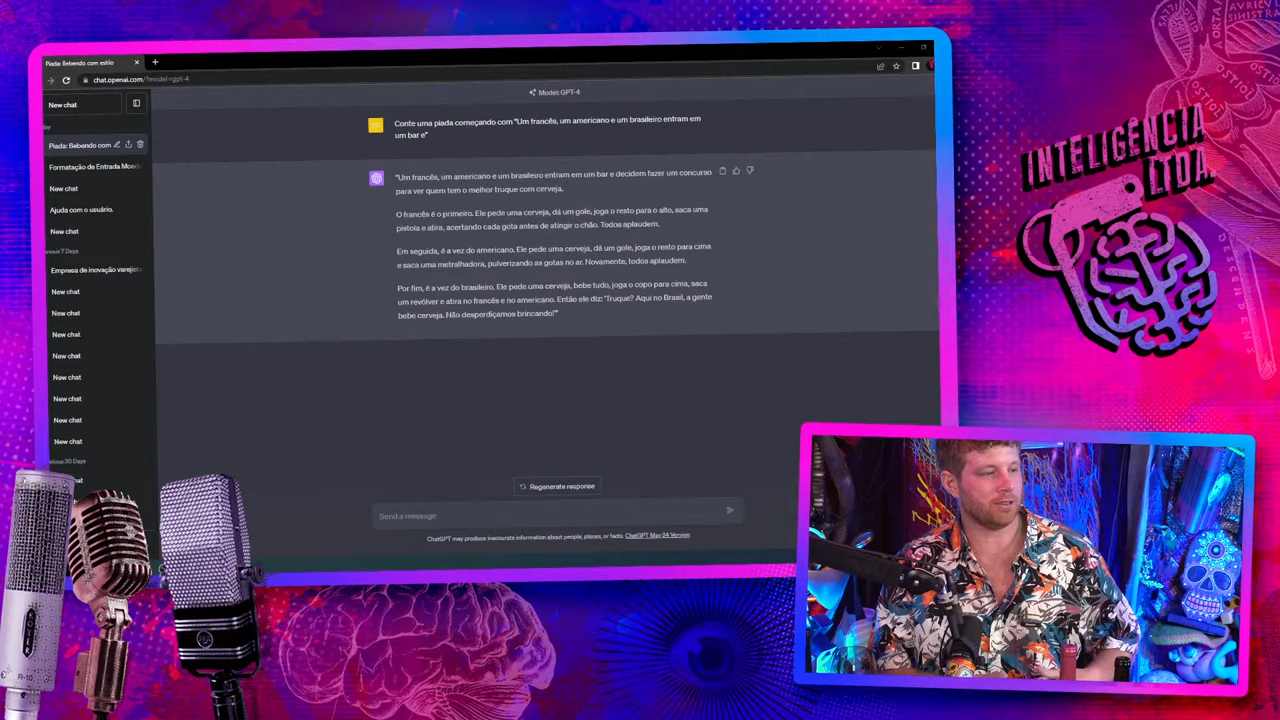 Piada: Bebendo com estilo
chat.openai.com/?model=gpt-4
New chat
Model: GPT-4
Piada: Bebendo com
Formatação de Entrada Moed
New chat
Ajuda com o usuário.
New chat
7 Days
Empresa de inovação varejista
New chat
New chat
New chat
New chat
New chat
New chat
New chat
New chat
30 Days
Conte uma piada começando com "Um francês, um americano e um brasileiro entram em
um bar e"
"Um francês, um americano e um brasileiro entram em um bar e decidem fazer um concurso
para ver quem tem o melhor truque com cerveja.
O francês é o primeiro. Ele pede uma cerveja, dá um gole, joga o resto para o alto, saca uma
pistola e atira, acertando cada gota antes de atingir o chão. Todos aplaudem.
Em seguida, é a vez do americano. Ele pede uma cerveja, dá um gole, joga o resto para cima
e saca uma metralhadora, pulverizando as gotas no ar. Novamente, todos aplaudem.
Por fim, é a vez do brasileiro. Ele pede uma cerveja, bebe tudo, joga o copo para cima, saca
um revólver e atira no francês e no americano. Então ele diz: 'Truque? Aqui no Brasil, a gente
bebe cerveja. Não desperdiçamos brincando!'"
Regenerate response
Send a message
ChatGPT may produce inaccurate information about people, places, or facts. ChatGPT May 24 Version
INTELIGÊNCIA
LTDA.
R-10